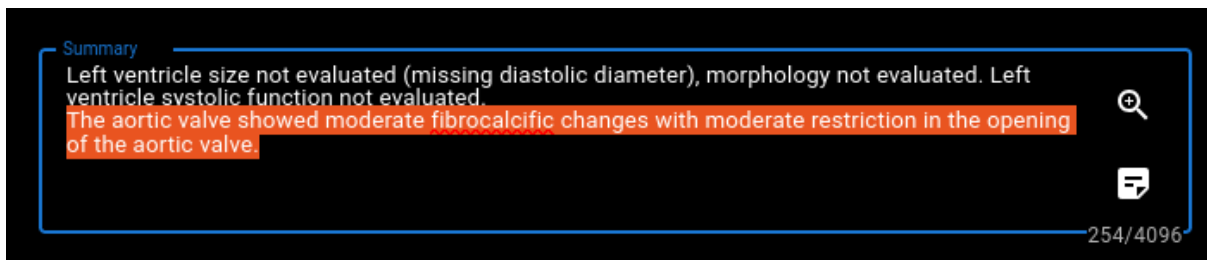 Summary
Left ventricle size not evaluated (missing diastolic diameter), morphology not evaluated. Left
ventricle systolic function not evaluated.
The aortic valve showed moderate fibrocalcific changes with moderate restriction in the opening
of the aortic valve.
254/4096